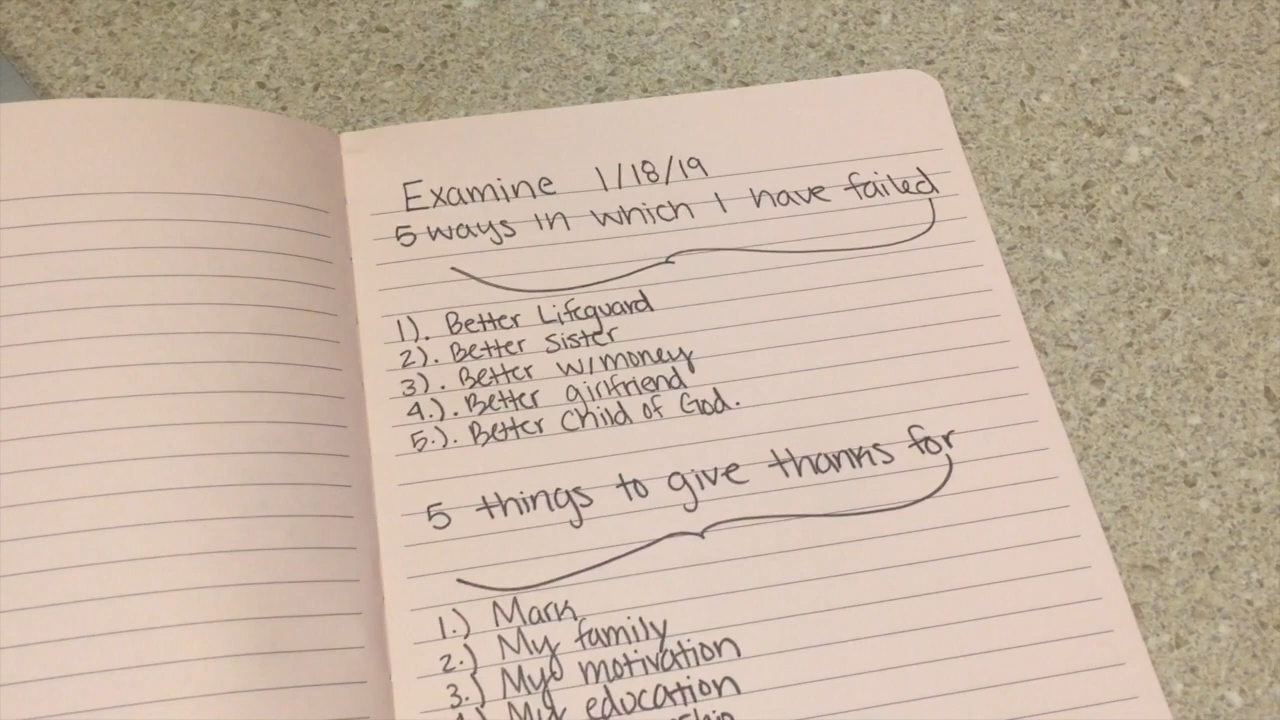 Examine 1/18/19
5 ways in which I have failed
1). Better Lifeguard
2). Better Sister
3). Better w/money
4.). Better girlfriend
5.). Better Child of God.
5 things to give thanks for
1.) Mark
2.) My family
3.) My motivation
4.) My education